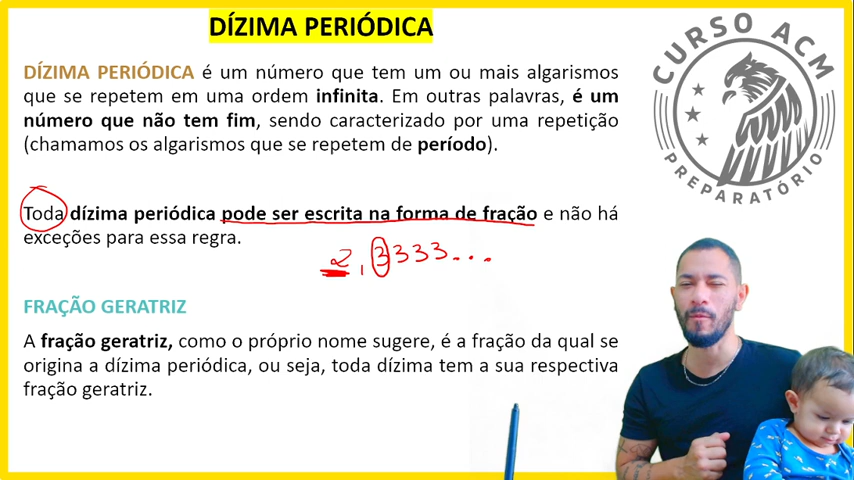 DÍZIMA PERIÓDICA
DÍZIMA PERIÓDICA é um número que tem um ou mais algarismos
que se repetem em uma ordem infinita. Em outras palavras, é um
número que não tem fim, sendo caracterizado por uma repetição
(chamamos os algarismos que se repetem de período).
Toda dízima periódica pode ser escrita na forma de fração e não há
exceções para essa regra.
2,3333...
FRAÇÃO GERATRIZ
A fração geratriz, como o próprio nome sugere, é a fração da qual se
origina a dízima periódica, ou seja, toda dízima tem a sua respectiva
fração geratriz.
CURSO ACM
PREPARATÓRIO